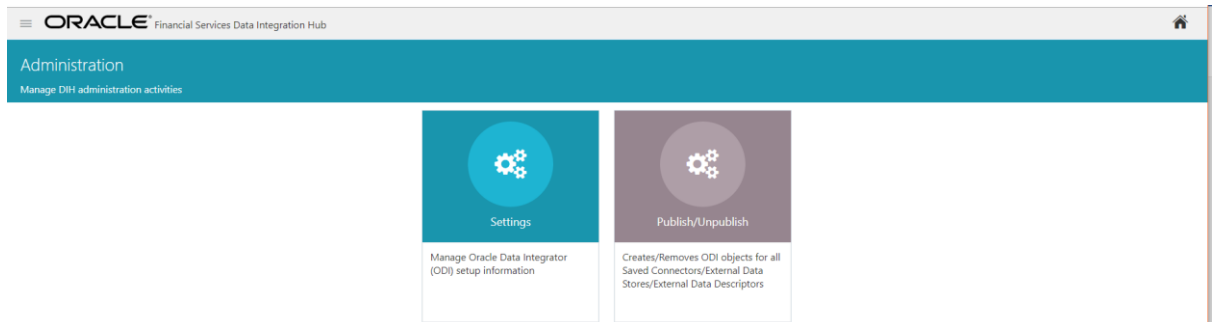 ORACLE® Financial Services Data Integration Hub
Administration
Manage DIH administration activities
Settings
Manage Oracle Data Integrator
(ODI) setup information
Publish/Unpublish
Creates/Removes ODI objects for all
Saved Connectors/External Data
Stores/External Data Descriptors